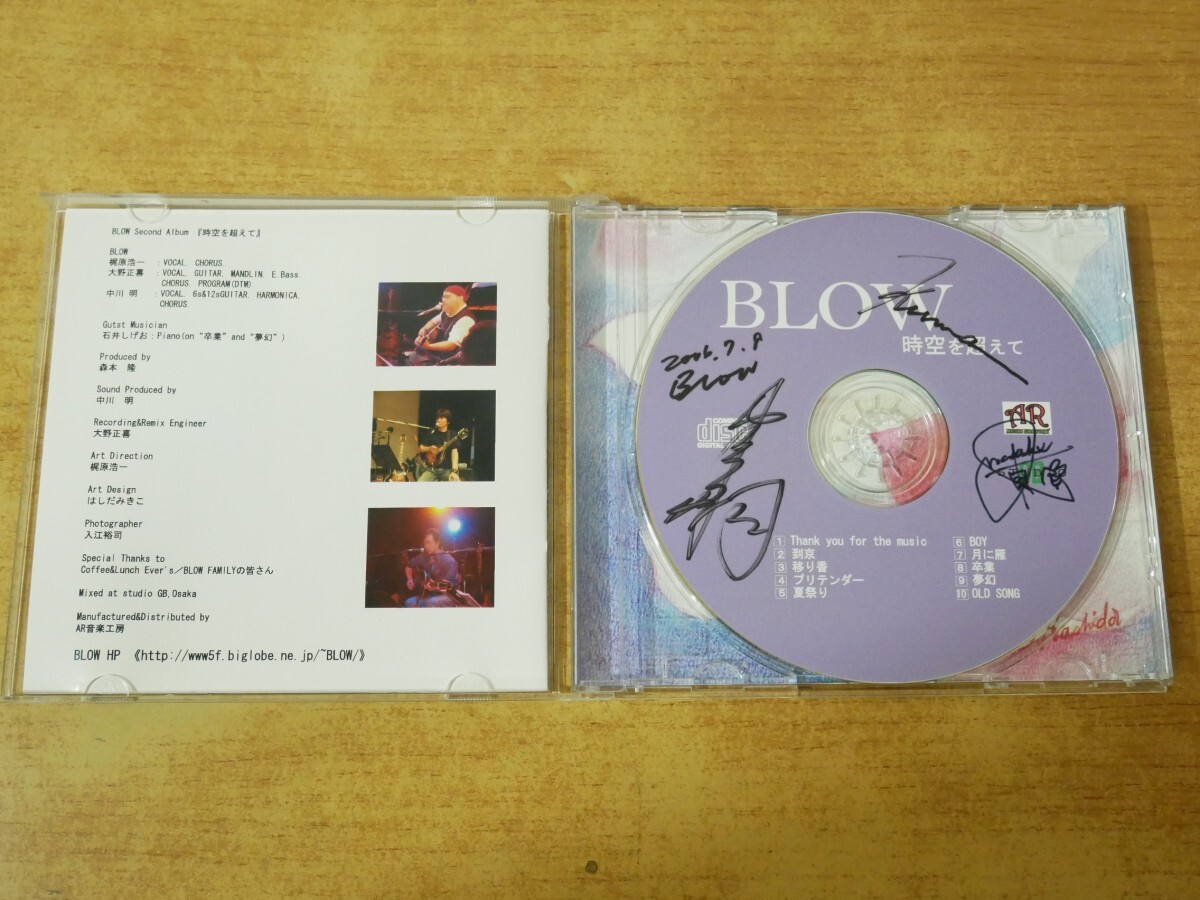 BLOW Second Album 『時空を超えて』
BLOW
梶原浩一 :VOCAL. CHORUS
大野正喜 :VOCAL. GUITAR. MANDLIN. E.Bass.
CHORUS. PROGRAM(DTM)
中川 明 :VOCAL. 6s&12sGUITAR. HARMONICA.
CHORUS.
Gutst Musician
石井しげお:Piano(on "卒業" and "夢幻")
Produced by
森本 隆
Sound Produced by
中川 明
Recording&Remix Engineer
大野正喜
Art Direction
梶原浩一
Art Design
はしだみきこ
Photographer
入江裕司
Special Thanks to
Coffee&Lunch Ever's/BLOW FAMILYの皆さん
Mixed at studio GB,Osaka
Manufactured&Distributed by
AR音楽工房
BLOW HP 《http://www5f.biglobe.ne.jp/~BLOW/》
BLOW
時空を超えて
2006.7.9
BLOW
disc
AR
1 Thank you for the music
2 到京
3 移り香
4 プリテンダー
5 夏祭り
6 BOY
7 月に雁
8 卒業
9 夢幻
10 OLD SONG